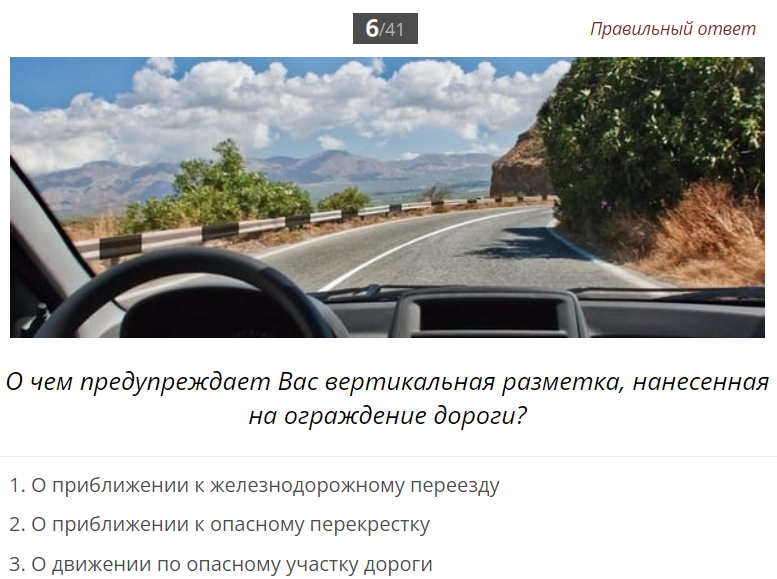 6/41
Правильный ответ
О чем предупреждает Вас вертикальная разметка, нанесенная
на ограждение дороги?
1. О приближении к железнодорожному переезду
2. О приближении к опасному перекрестку
3. О движении по опасному участку дороги